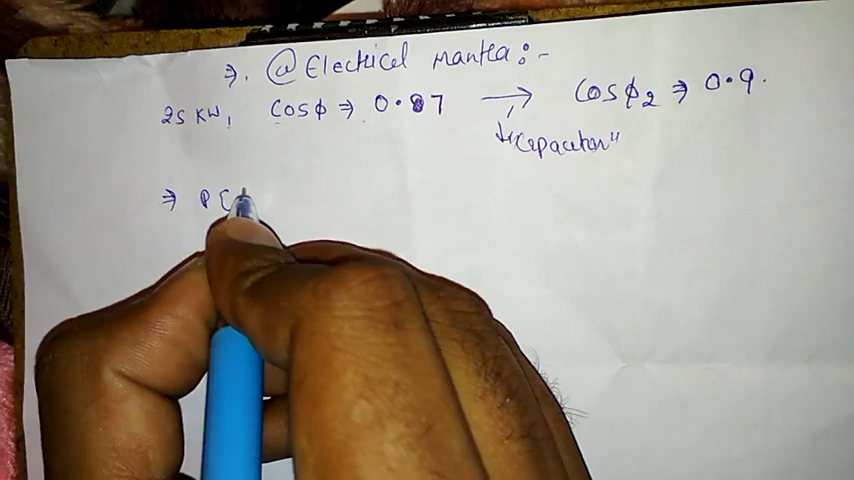 ⇒. @ Electrical mantra :-
25 KW, Cosϕ ⇒ 0.87 → Cosϕ2 ⇒ 0.9.
"Capacitor"
⇒ P[